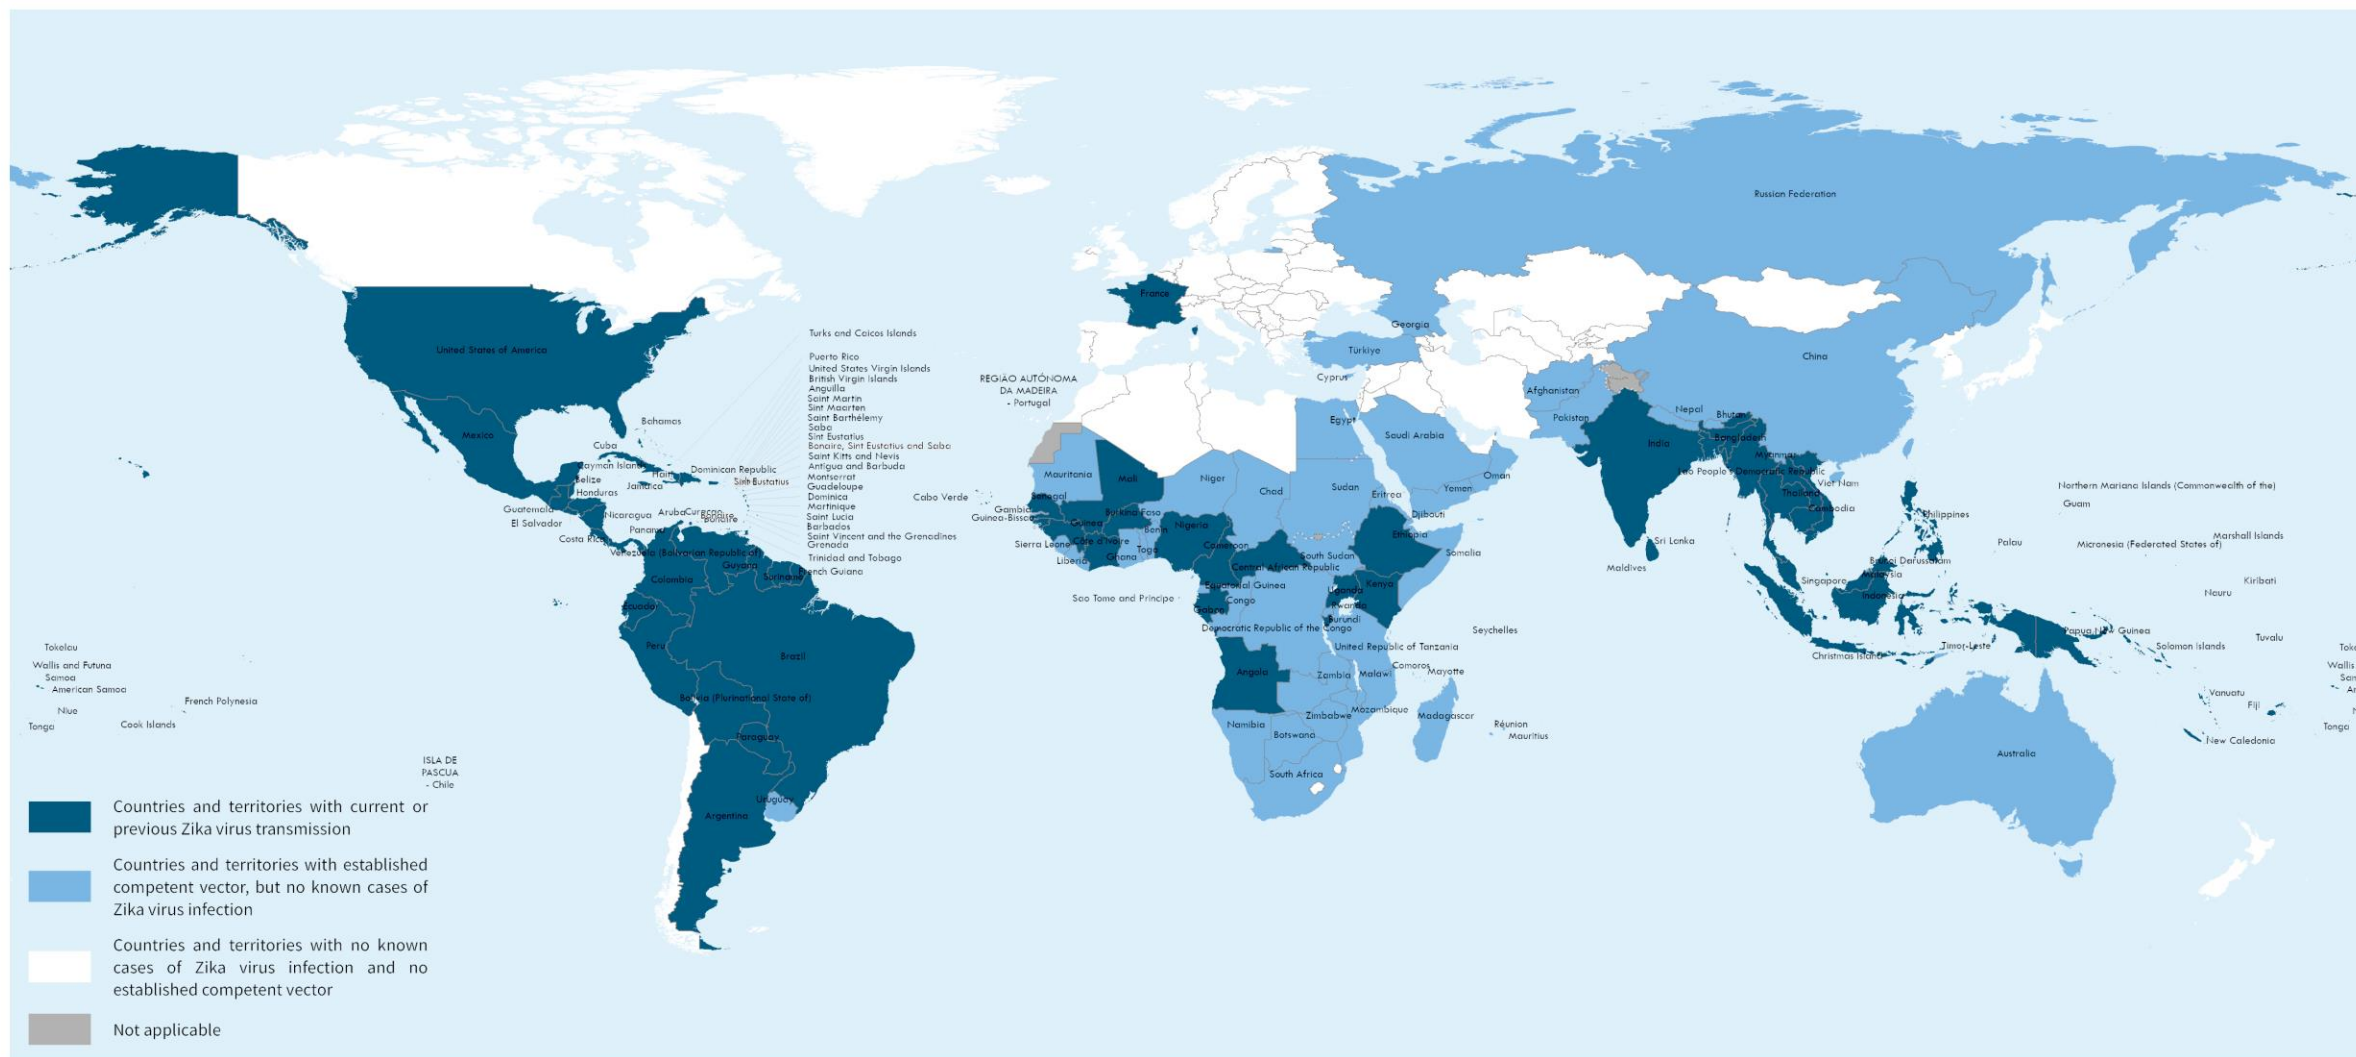 Russian Federation
France
Georgia
Türkiye
Cyprus
China
Afghanistan
Pakistan
Nepal
Bhutan
Bangladesh
India
Myanmar
Viet Nam
Thailand
Cambodia
Sri Lanka
Maldives
Philippines
Brunei Darussalam
Malaysia
Singapore
Indonesia
Christmas Island
Timor-Leste
Papua New Guinea
Solomon Islands
Northern Mariana Islands (Commonwealth of the)
Guam
Palau
Micronesia (Federated States of)
Marshall Islands
Kiribati
Nauru
Tuvalu
Vanuatu
Fiji
New Caledonia
Tonga
Australia
United States of America
Mexico
Bahamas
Cuba
Cayman Islands
Haiti
Dominican Republic
Jamaica
Belize
Honduras
Guatemala
El Salvador
Nicaragua
Costa Rica
Panama
Aruba
Curaçao
Bonaire
Sint Eustatius
Turks and Caicos Islands
Puerto Rico
United States Virgin Islands
British Virgin Islands
Anguilla
Saint Martin
Sint Maarten
Saint Barthélemy
Saba
Sint Eustatius
Bonaire, Sint Eustatius and Saba
Saint Kitts and Nevis
Antigua and Barbuda
Montserrat
Guadeloupe
Dominica
Martinique
Saint Lucia
Barbados
Saint Vincent and the Grenadines
Grenada
Trinidad and Tobago
Venezuela (Bolivarian Republic of)
Guyana
Suriname
French Guiana
Colombia
Ecuador
Peru
Brazil
Bolivia (Plurinational State of)
Paraguay
Uruguay
Argentina
REGIÃO AUTÓNOMA
DA MADEIRA
- Portugal
Cabo Verde
Mauritania
Mali
Niger
Chad
Sudan
Egypt
Saudi Arabia
Oman
Yemen
Eritrea
Djibouti
Senegal
Gambia
Guinea-Bissau
Guinea
Burkina Faso
Benin
Nigeria
Sierra Leone
Côte d'Ivoire
Liberia
Ghana
Togo
Cameroon
Central African Republic
South Sudan
Ethiopia
Somalia
Equatorial Guinea
Sao Tome and Principe
Gabon
Congo
Uganda
Kenya
Rwanda
Burundi
Democratic Republic of the Congo
United Republic of Tanzania
Seychelles
Angola
Zambia
Malawi
Comoros
Mayotte
Namibia
Botswana
Zimbabwe
Mozambique
Madagascar
Réunion
Mauritius
South Africa
Tokelau
Wallis and Futuna
Samoa
American Samoa
Niue
Tonga
Cook Islands
French Polynesia
ISLA DE
PASCUA
- Chile
Countries and territories with current or
previous Zika virus transmission
Countries and territories with established
competent vector, but no known cases of
Zika virus infection
Countries and territories with no known
cases of Zika virus infection and no
established competent vector
Not applicable